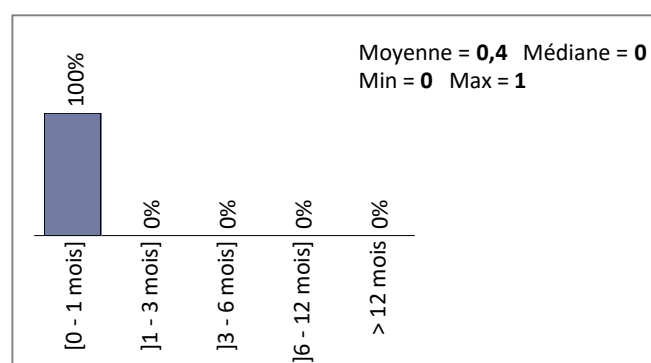 Moyenne = 0,4 Médiane = 0
Min = 0 Max = 1
100%
0%
0%
0%
0%
[0 - 1 mois]
]1 - 3 mois]
]3 - 6 mois]
]6 - 12 mois]
> 12 mois